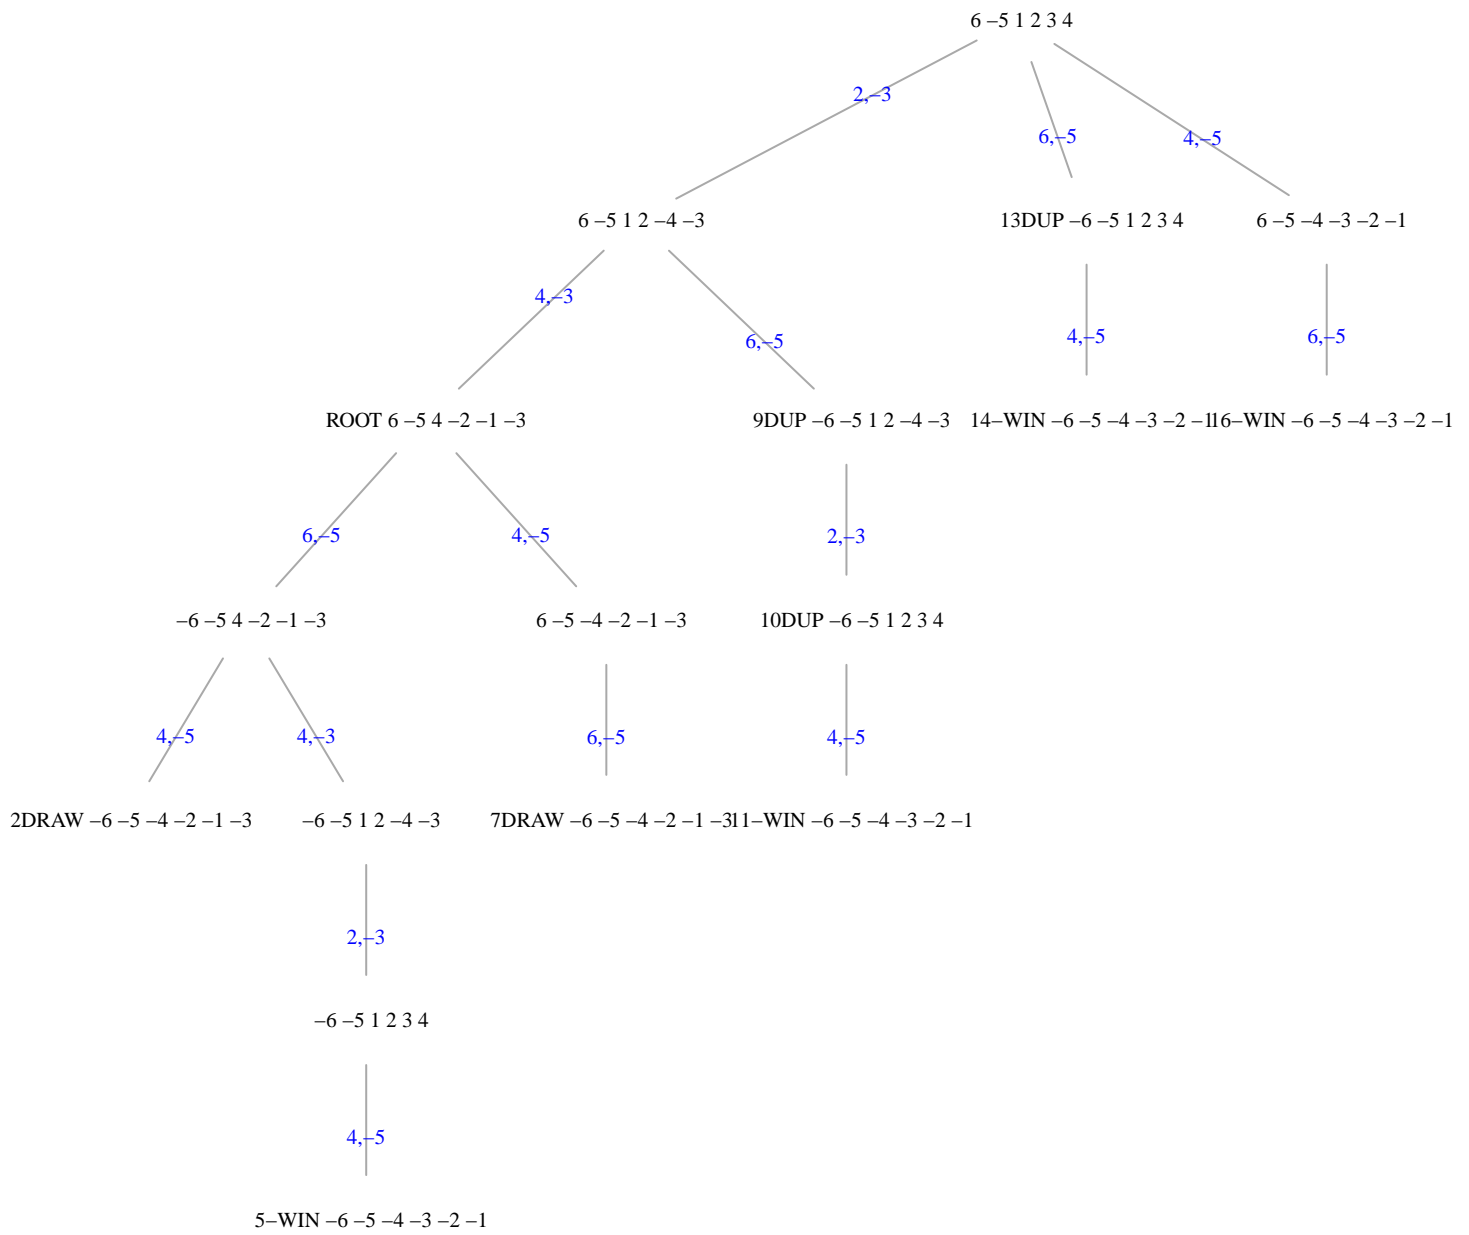 6 –5 1 2 3 4
2,–3
6,–5
4,–5
6 –5 1 2 –4 –3
13DUP –6 –5 1 2 3 4
6 –5 –4 –3 –2 –1
4,–3
6,–5
4,–5
6,–5
ROOT 6 –5 4 –2 –1 –3
9DUP –6 –5 1 2 –4 –3
14–WIN –6 –5 –4 –3 –2 –1
16–WIN –6 –5 –4 –3 –2 –1
6,–5
4,–5
2,–3
–6 –5 4 –2 –1 –3
6 –5 –4 –2 –1 –3
10DUP –6 –5 1 2 3 4
4,–5
4,–3
6,–5
4,–5
2DRAW –6 –5 –4 –2 –1 –3
–6 –5 1 2 –4 –3
7DRAW –6 –5 –4 –2 –1 –3
11–WIN –6 –5 –4 –3 –2 –1
2,–3
–6 –5 1 2 3 4
4,–5
5–WIN –6 –5 –4 –3 –2 –1